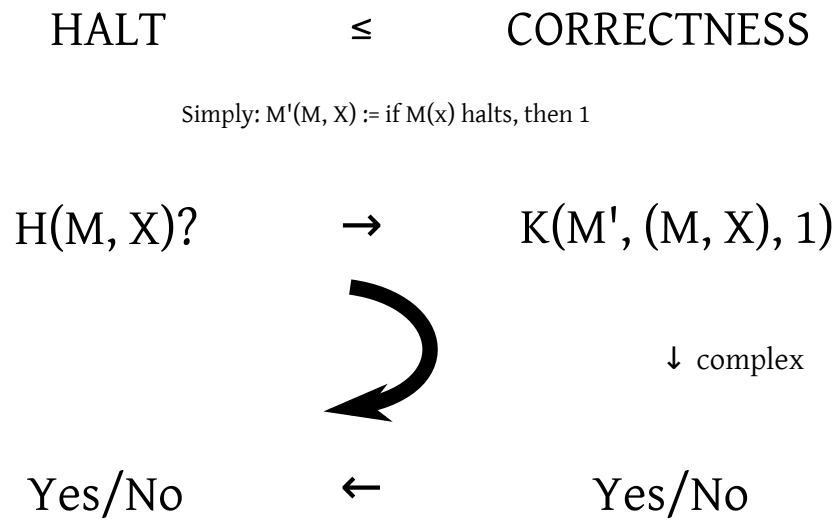 HALT ≤ CORRECTNESS
Simply: M'(M, X) := if M(x) halts, then 1
H(M, X)? → K(M', (M, X), 1)
↓ complex
Yes/No ← Yes/No